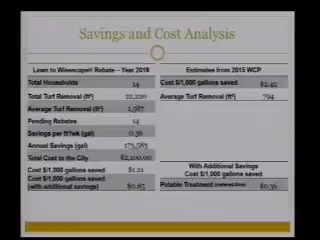 Savings and Cost Analysis
Lawn to Wisescape® Rebate – Year 2016
Total Households 14
Total Turf Removal (ft²) 22,220
Average Turf Removal (ft²) 1,587
Pending Rebates 14
Savings per ft²/wk (gal) 0.36
Annual Savings (gal) 173,583
Total Cost to the City $2,100.00
Cost $/1,000 gallons saved $1.21
Cost $/1,000 gallons saved
(with additional savings) $0.85
Estimates from 2015 WCP
Cost $/1,000 gallons saved $2.42
Average Turf Removal (ft²) 794
With Additional Savings
Cost $/1,000 gallons saved
Potable Treatment $0.36